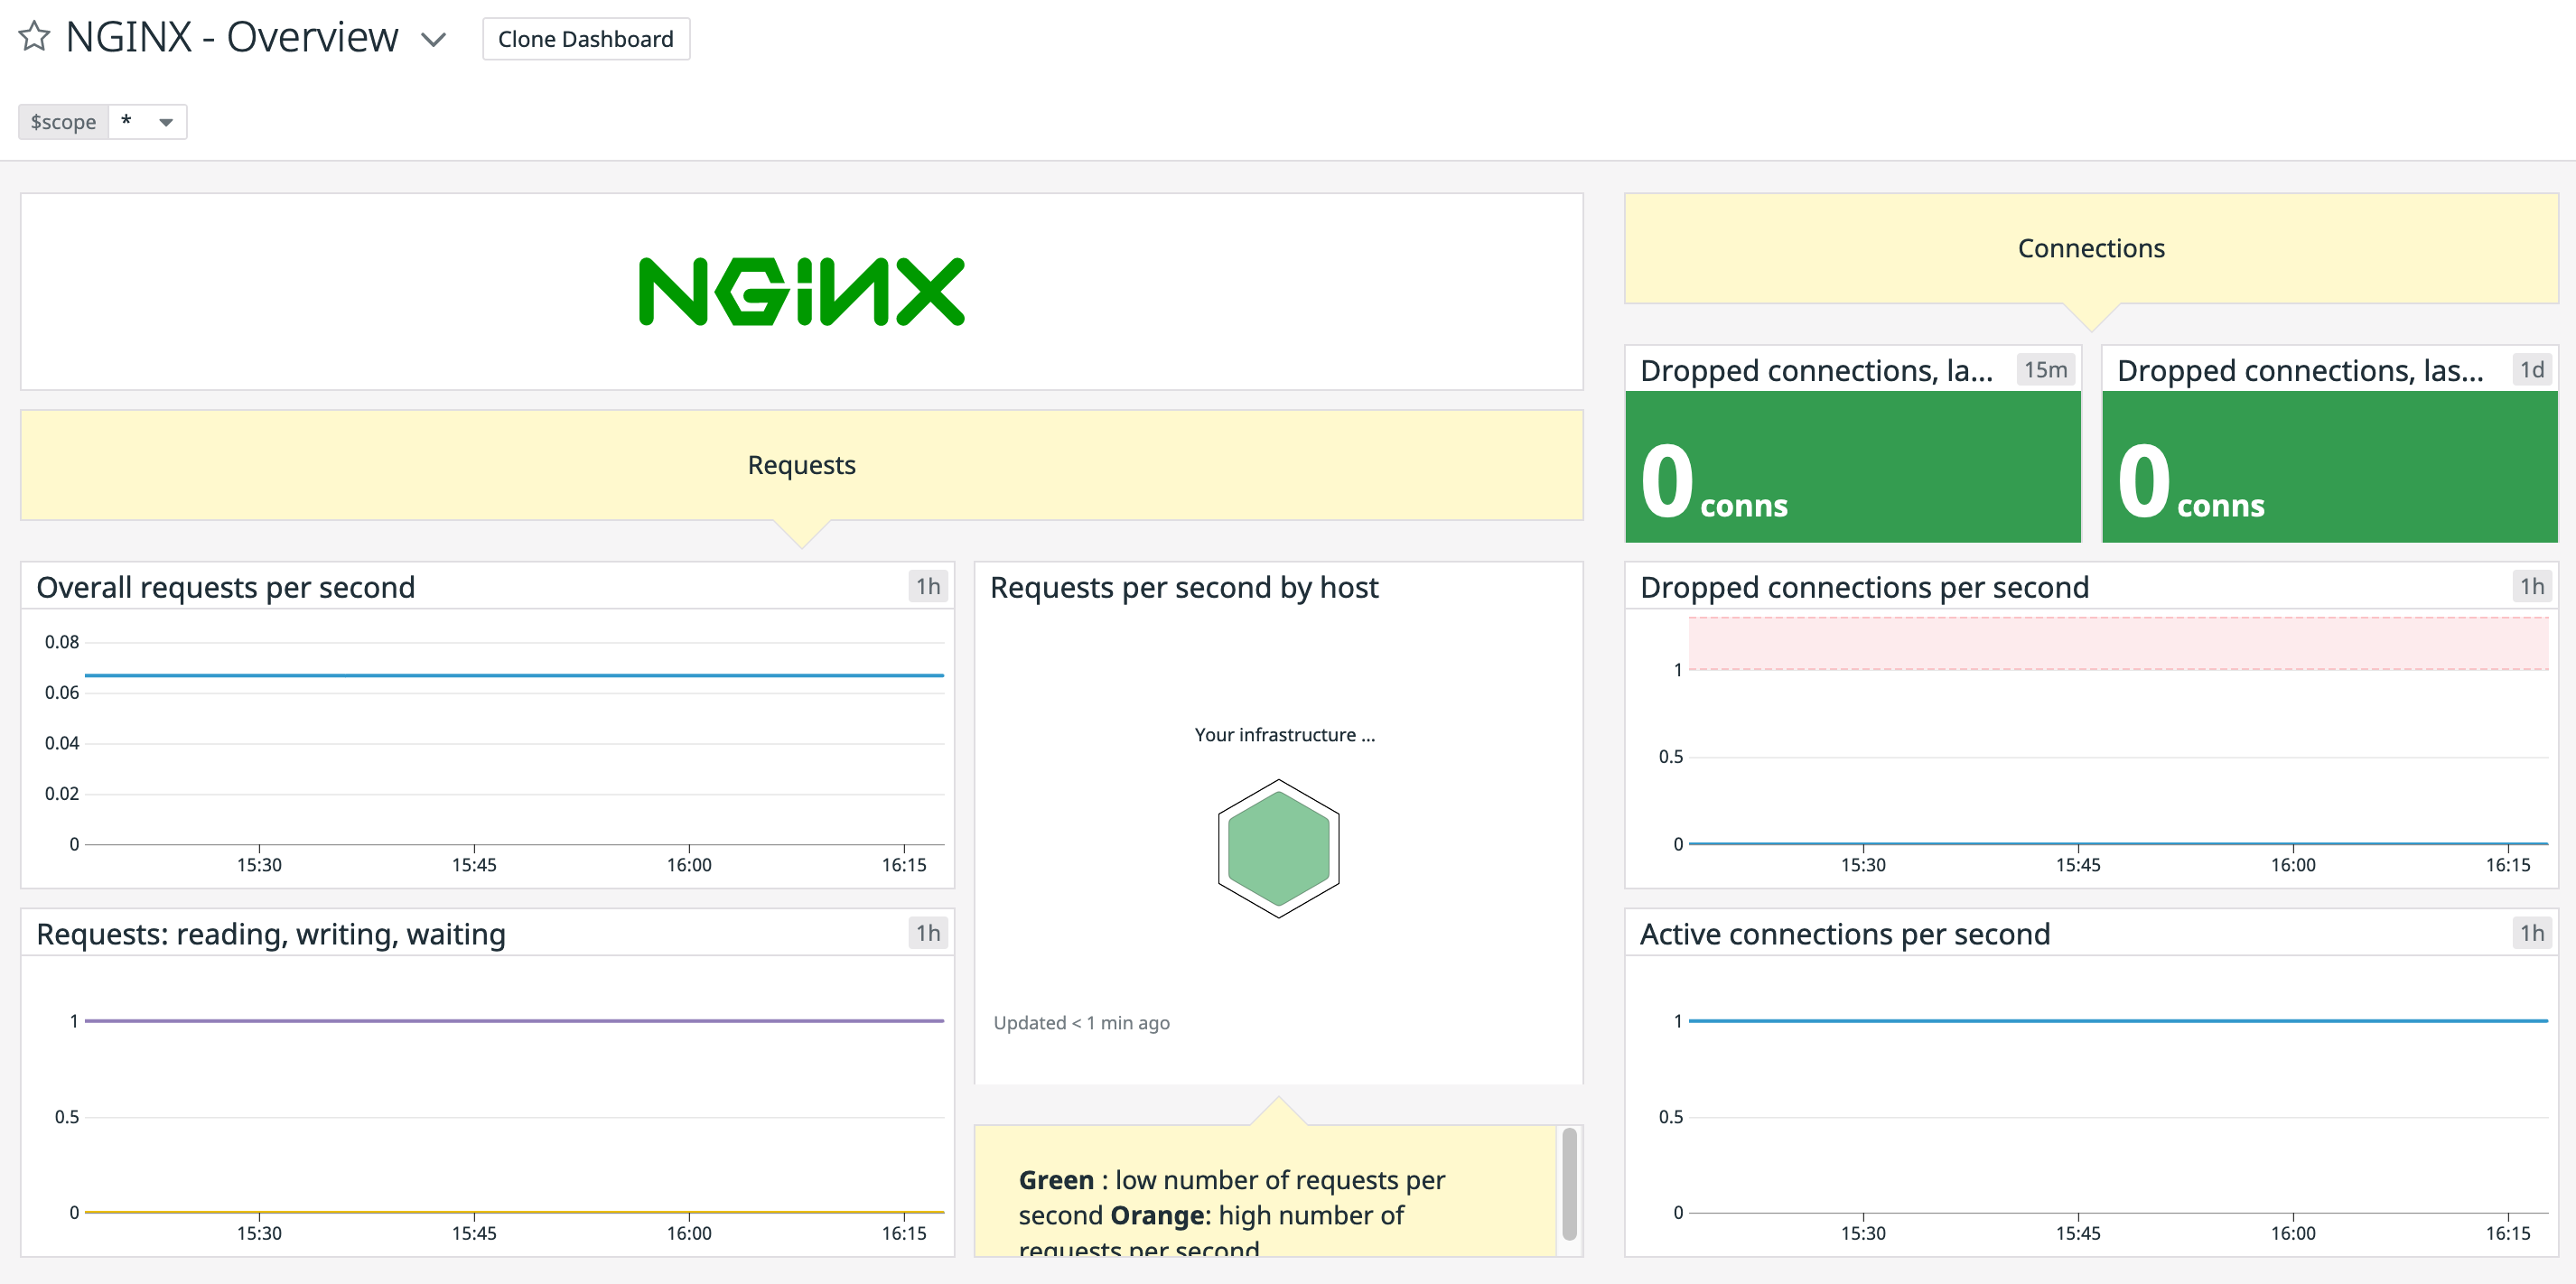 NGINX - Overview
Clone Dashboard
$scope *
NGINX
Requests
Overall requests per second 1h
0.08
0.06
0.04
0.02
0
15:30 15:45 16:00 16:15
Requests: reading, writing, waiting 1h
1
0.5
0
15:30 15:45 16:00 16:15
Requests per second by host
Your infrastructure ...
Updated < 1 min ago
Green : low number of requests per
second Orange: high number of
requests per second
Connections
Dropped connections, la... 15m
0 conns
Dropped connections, las... 1d
0 conns
Dropped connections per second 1h
1
0.5
0
15:30 15:45 16:00 16:15
Active connections per second 1h
1
0.5
0
15:30 15:45 16:00 16:15